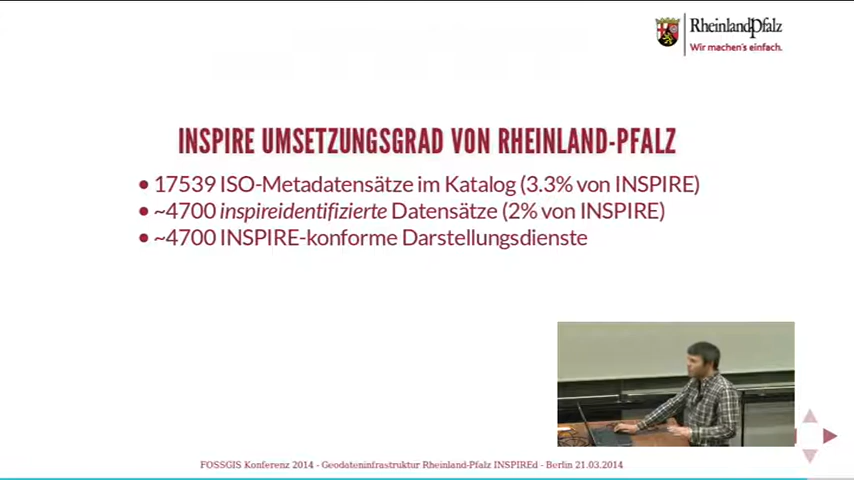 RheinlandPfalz
Wir machen's einfach.
INSPIRE UMSETZUNGSGRAD VON RHEINLAND-PFALZ
• 17539 ISO-Metadatensätze im Katalog (3.3% von INSPIRE)
• ~4700 inspireidentifizierte Datensätze (2% von INSPIRE)
• ~4700 INSPIRE-konforme Darstellungsdienste
FOSSGIS Konferenz 2014 - Geodateninfrastruktur Rheinland-Pfalz INSPIREd - Berlin 21.03.2014